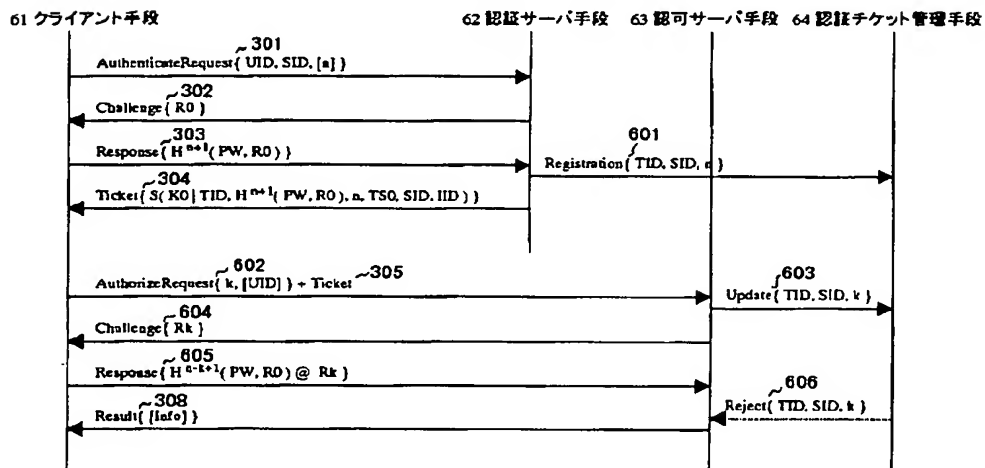 61 クライアント手段 62 認証サーバ手段 63 認可サーバ手段 64 認証チケット管理手段
301
AuthenticateRequest{ UID, SID, [n] }
302
Challenge{ R0 }
303
Response{ H^{n+1}( PW, R0 ) }
601
Registration{ TID, SID, n }
304
Ticket{ S( K0 | TID, H^{n+1}( PW, R0 ), n, TS0, SID, IID ) }
602
AuthorizeRequest{ k, [UID] } + Ticket 305
603
Update{ TID, SID, k }
604
Challenge{ Rk }
605
Response{ H^{n-k+1}( PW, R0 ) @ Rk }
606
Reject{ TID, SID, k }
308
Result{ [Info] }